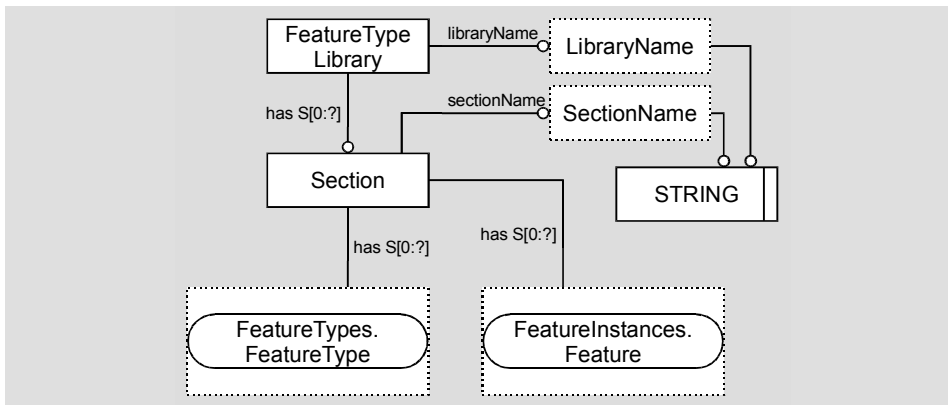 FeatureType
Library
libraryName
LibraryName
has S[0:?]
sectionName
SectionName
Section
STRING
has S[0:?]
has S[0:?]
FeatureTypes.
FeatureType
FeatureInstances.
Feature